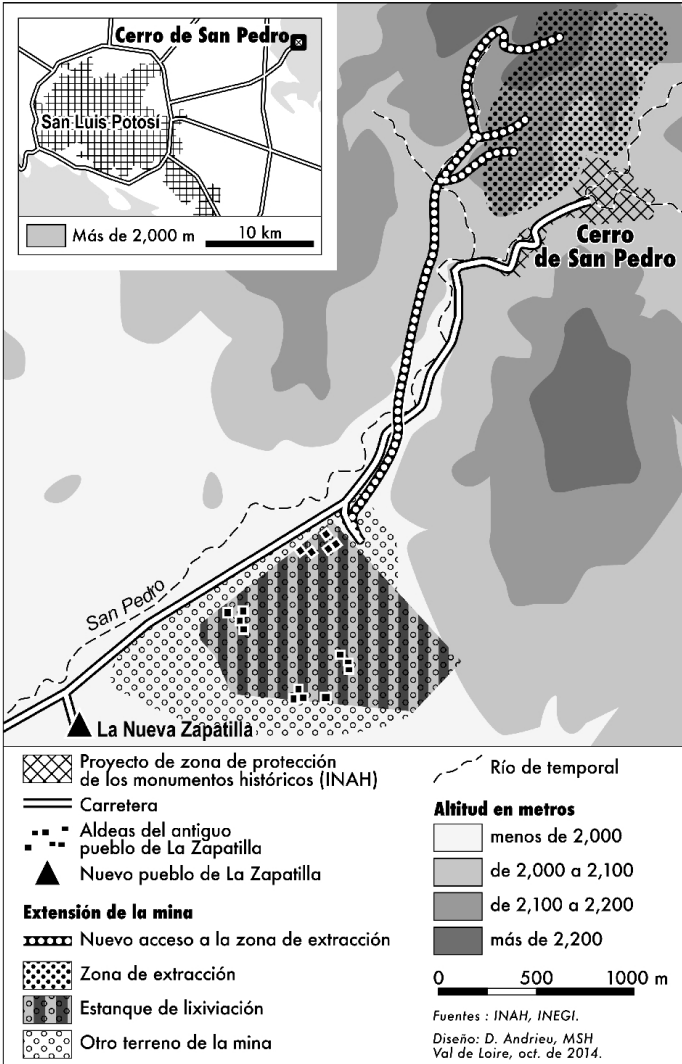 Cerro de San Pedro
San Luis Potosí
Más de 2,000 m
10 km
Cerro
de San Pedro
San Pedro
La Nueva Zapatilla
Proyecto de zona de protección
de los monumentos históricos (INAH)
Carretera
Aldeas del antiguo
pueblo de La Zapatilla
Nuevo pueblo de La Zapatilla
Extensión de la mina
Nuevo acceso a la zona de extracción
Zona de extracción
Estanque de lixiviación
Otro terreno de la mina
Río de temporal
Altitud en metros
menos de 2,000
de 2,000 a 2,100
de 2,100 a 2,200
más de 2,200
0 500 1000 m
Fuentes : INAH, INEGI.
Diseño: D. Andrieu, MSH
Val de Loire, oct. de 2014.